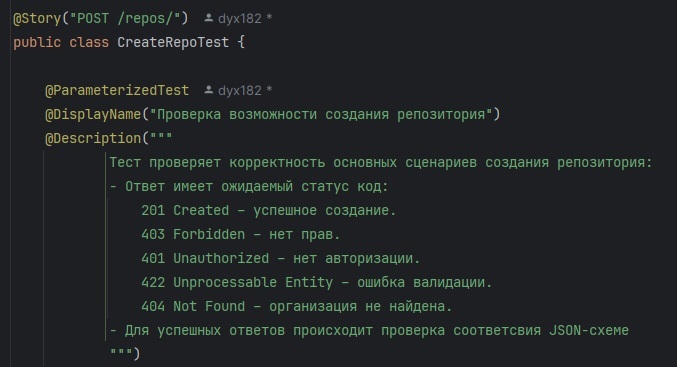 @Story("POST /repos/") dyx182 *
public class CreateRepoTest {
@ParameterizedTest dyx182 *
@DisplayName("Проверка возможности создания репозитория")
@Description("""
Тест проверяет корректность основных сценариев создания репозитория:
- Ответ имеет ожидаемый статус код:
201 Created – успешное создание.
403 Forbidden – нет прав.
401 Unauthorized – нет авторизации.
422 Unprocessable Entity – ошибка валидации.
404 Not Found – организация не найдена.
- Для успешных ответов происходит проверка соответсвия JSON-схеме
""")